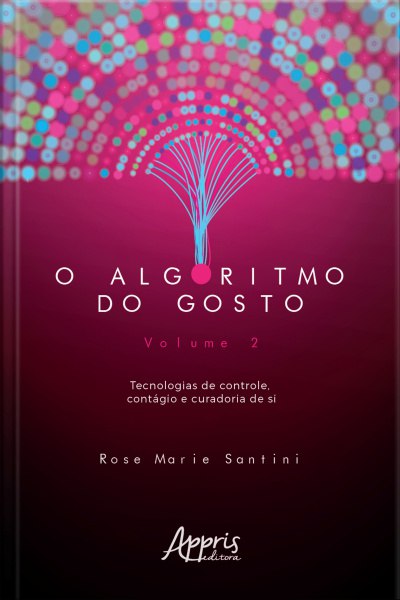 O ALGORITMO
DO GOSTO
Volume 2
Tecnologias de controle,
contágio e curadoria de si
Rose Marie Santini
Appris
editora